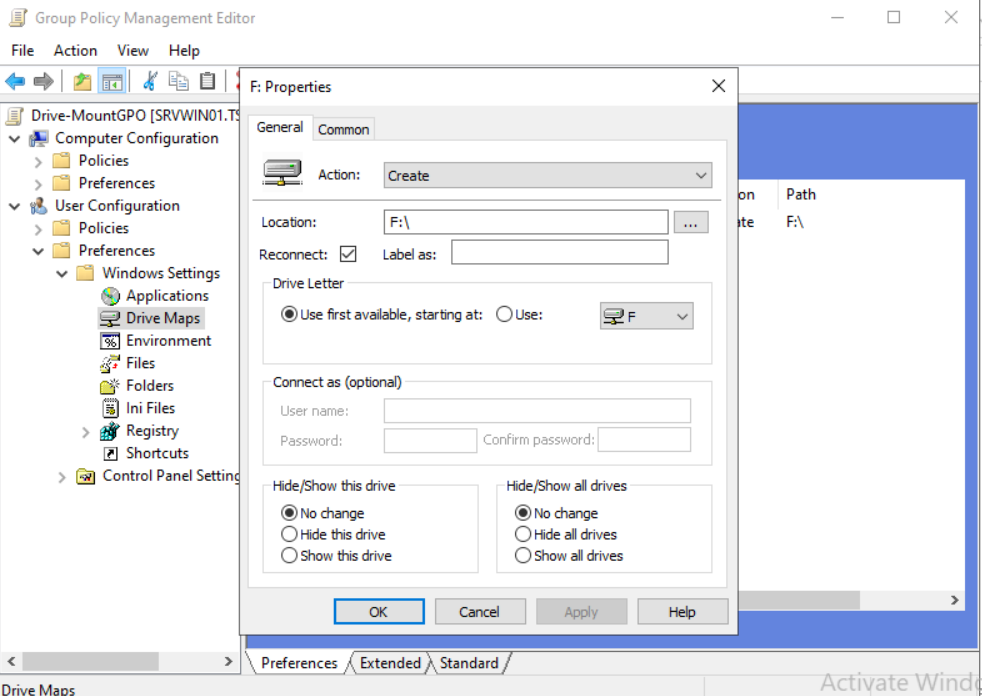 Group Policy Management Editor
File Action View Help
Drive-MountGPO [SRVWIN01.TS
Computer Configuration
Policies
Preferences
User Configuration
Policies
Preferences
Windows Settings
Applications
Drive Maps
Environment
Files
Folders
Ini Files
Registry
Shortcuts
Control Panel Setting
F: Properties
General Common
Action: Create
Location: F:\ ...
Reconnect: Label as:
Drive Letter
Use first available, starting at: Use: F
Connect as (optional)
User name:
Password: Confirm password:
Hide/Show this drive
No change
Hide this drive
Show this drive
Hide/Show all drives
No change
Hide all drives
Show all drives
OK Cancel Apply Help
on Path
ate F:\
Preferences Extended Standard
Drive Maps
Activate Windo